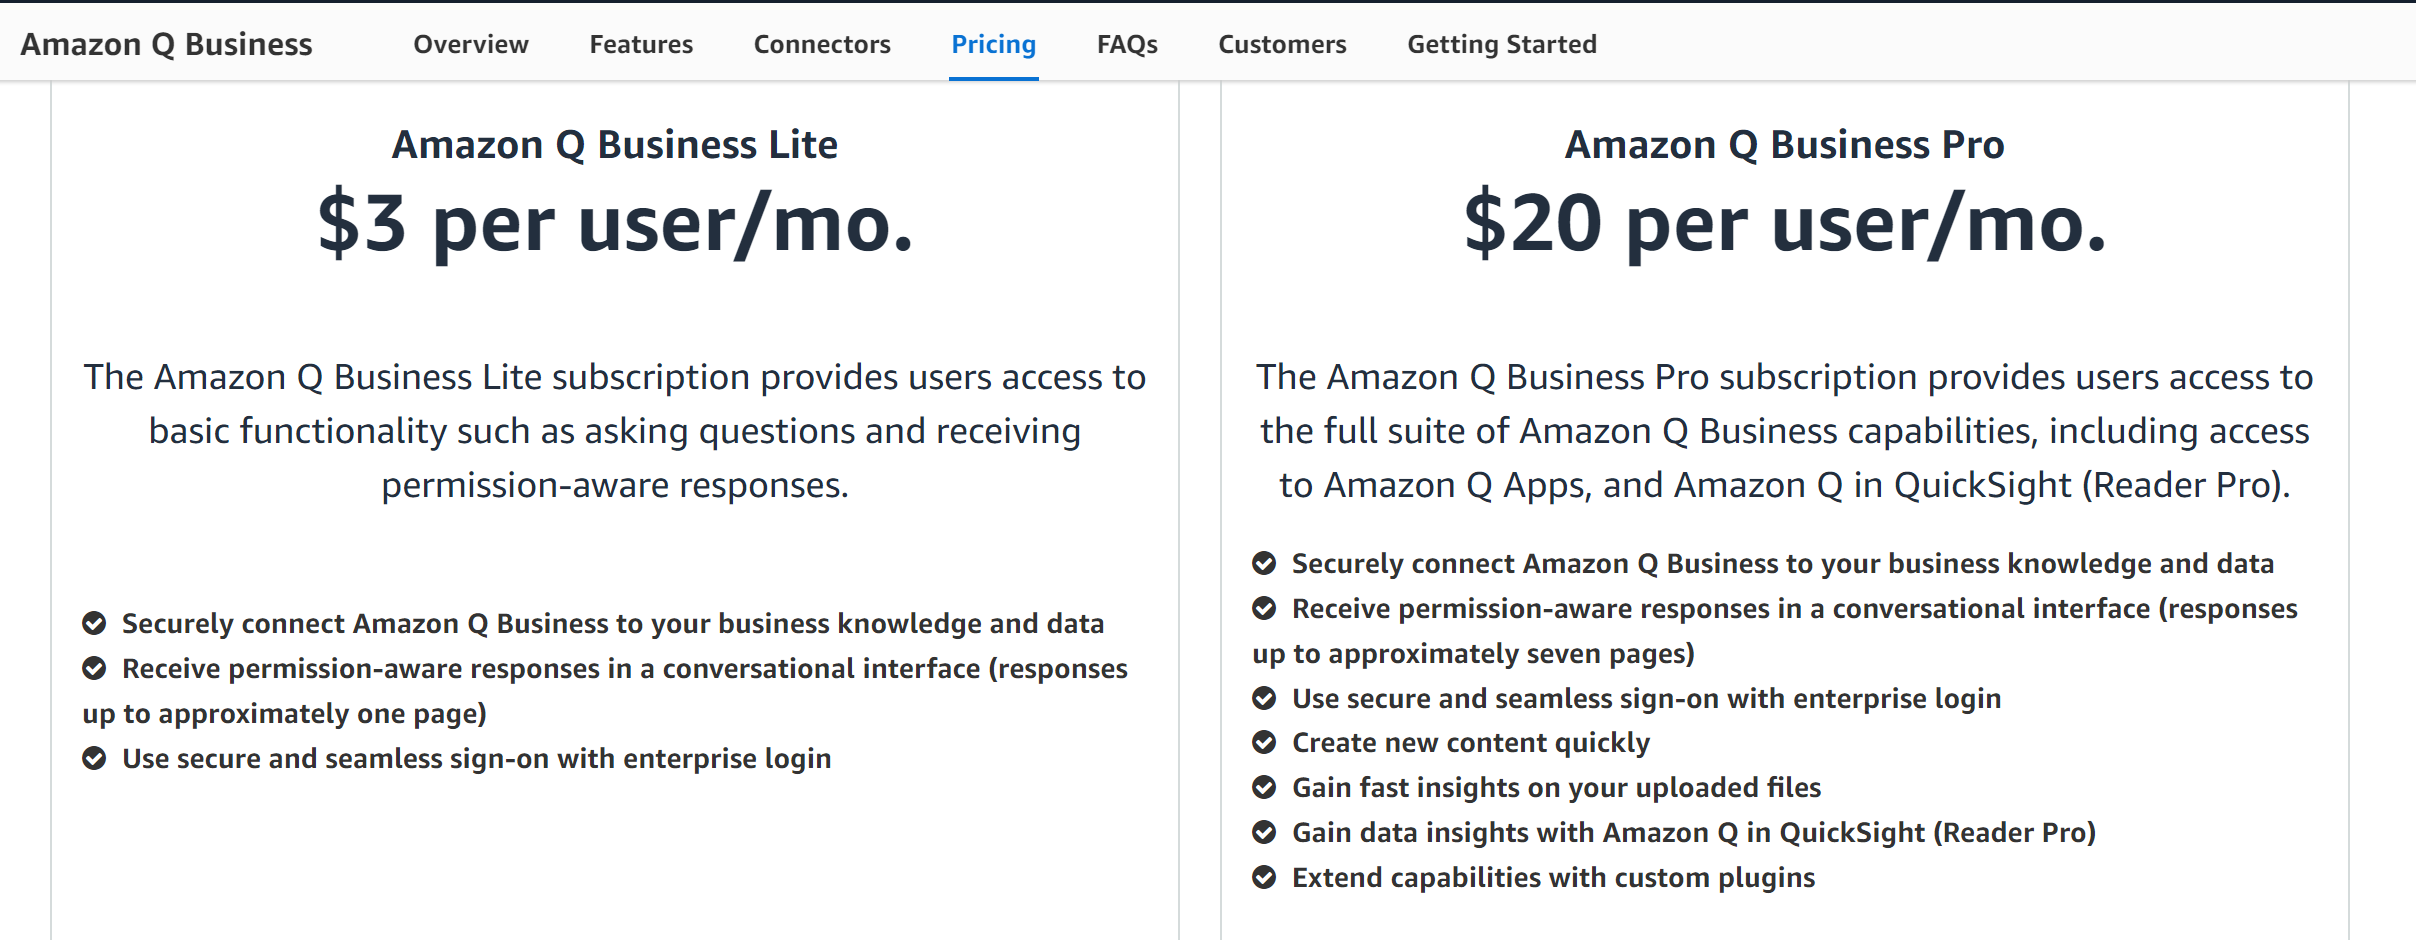 Amazon Q Business Overview Features Connectors Pricing FAQs Customers Getting Started
Amazon Q Business Lite
$3 per user/mo.
The Amazon Q Business Lite subscription provides users access to
basic functionality such as asking questions and receiving
permission-aware responses.
Securely connect Amazon Q Business to your business knowledge and data
Receive permission-aware responses in a conversational interface (responses
up to approximately one page)
Use secure and seamless sign-on with enterprise login
Amazon Q Business Pro
$20 per user/mo.
The Amazon Q Business Pro subscription provides users access to
the full suite of Amazon Q Business capabilities, including access
to Amazon Q Apps, and Amazon Q in QuickSight (Reader Pro).
Securely connect Amazon Q Business to your business knowledge and data
Receive permission-aware responses in a conversational interface (responses
up to approximately seven pages)
Use secure and seamless sign-on with enterprise login
Create new content quickly
Gain fast insights on your uploaded files
Gain data insights with Amazon Q in QuickSight (Reader Pro)
Extend capabilities with custom plugins